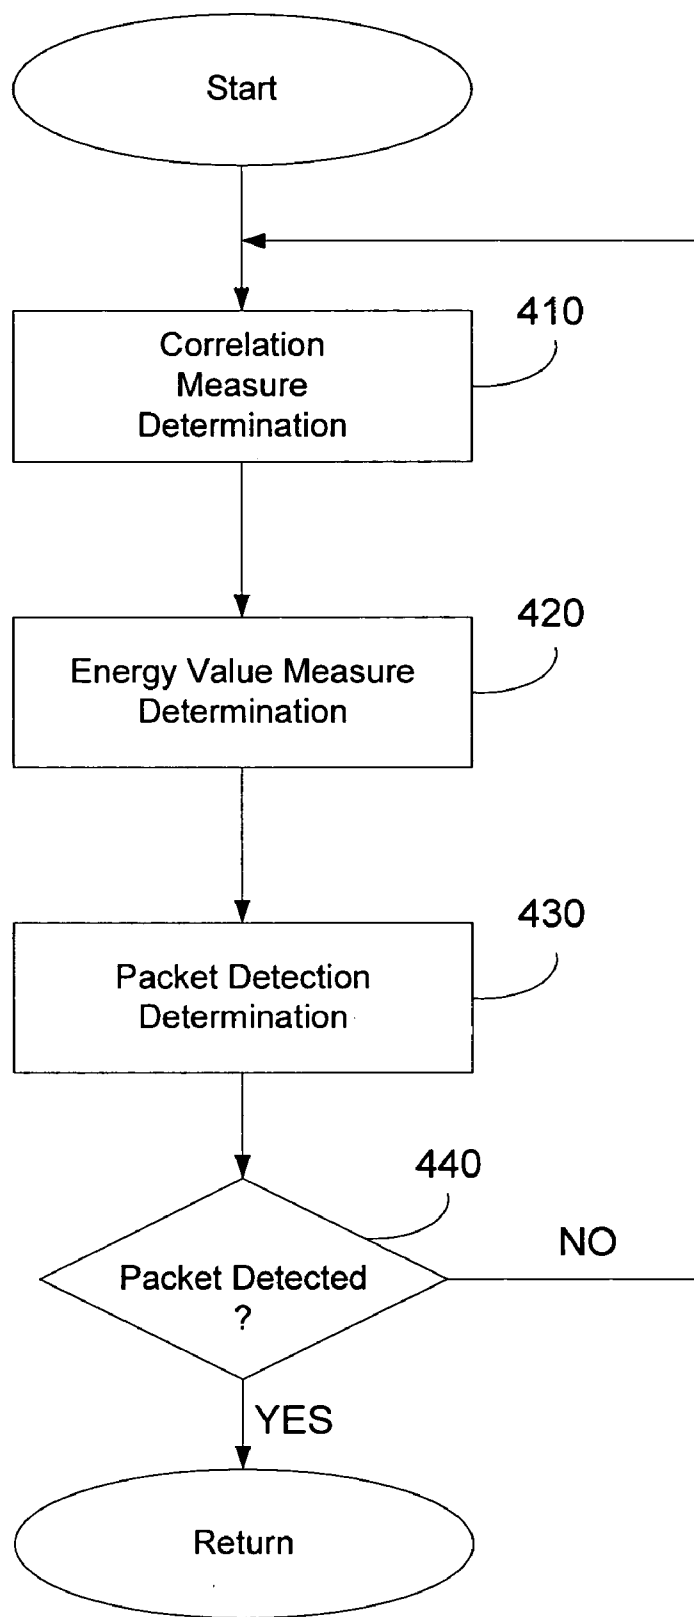 Start
410
Correlation
Measure
Determination
420
Energy Value Measure
Determination
430
Packet Detection
Determination
440
Packet Detected
?
NO
YES
Return